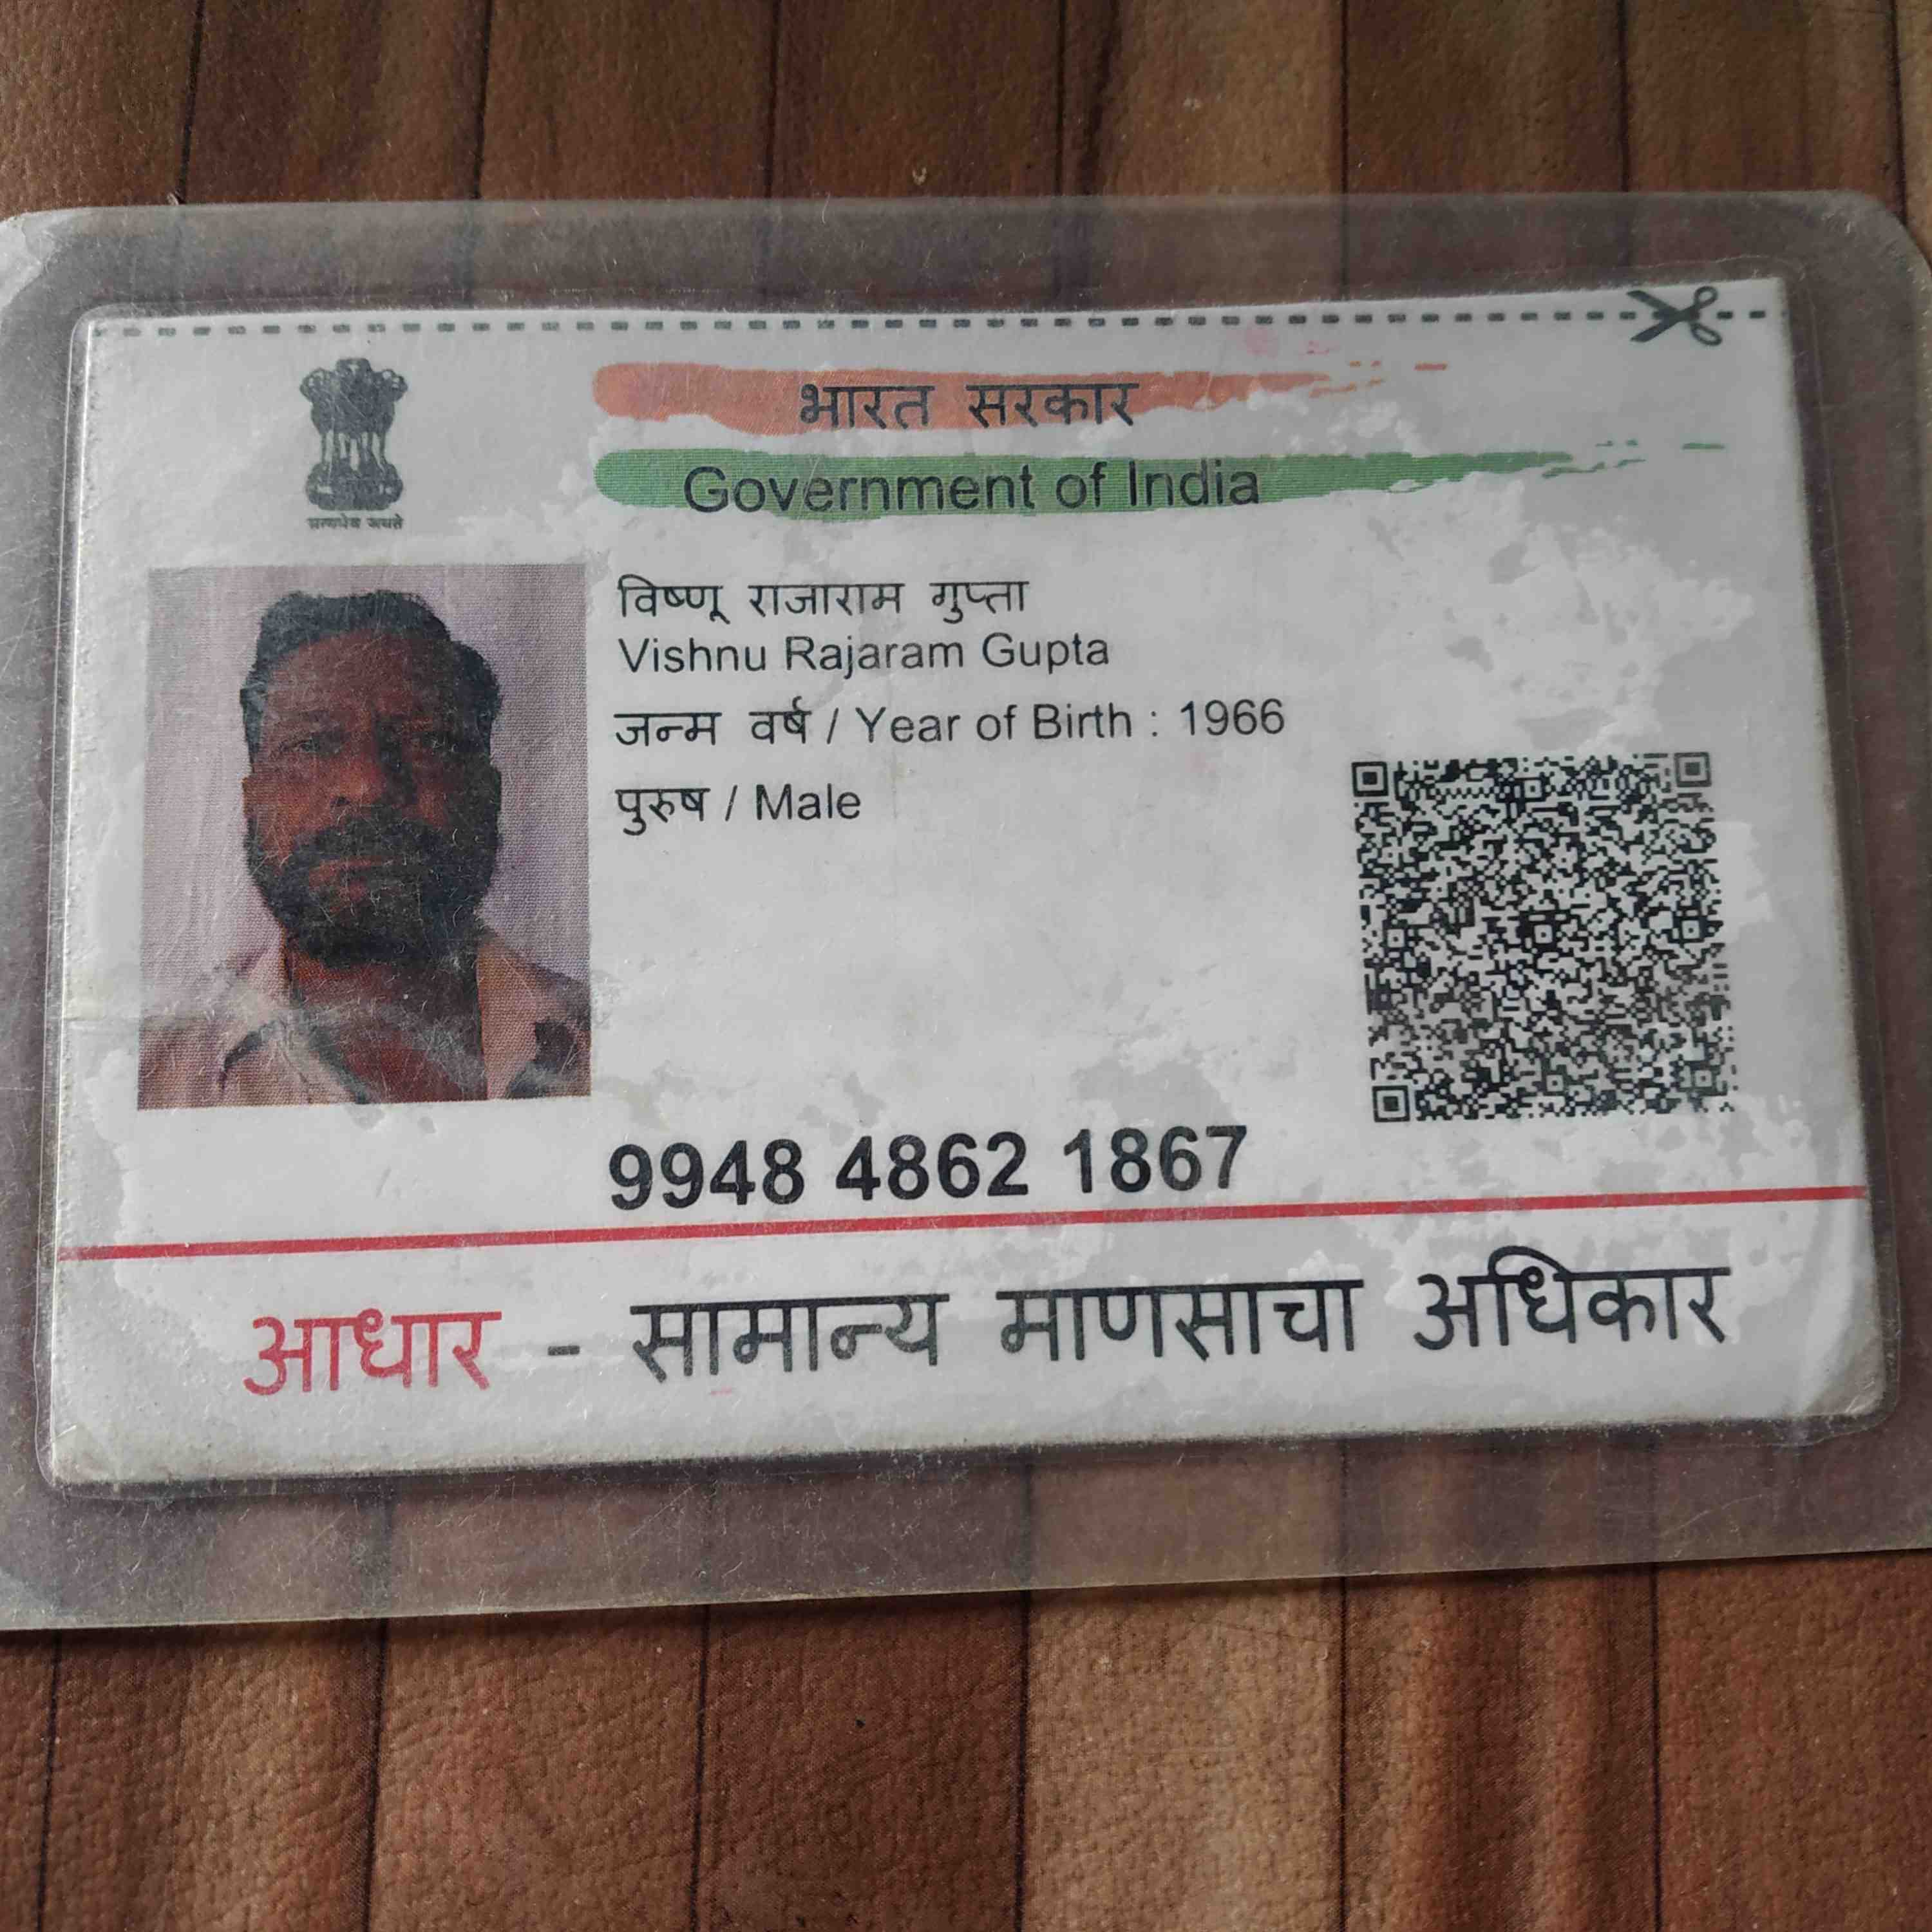 भारत सरकार
Government of India
सत्यमेव जयते
विष्णू राजाराम गुप्ता
Vishnu Rajaram Gupta
जन्म वर्ष / Year of Birth : 1966
पुरुष / Male
9948 4862 1867
आधार - सामान्य माणसाचा अधिकार